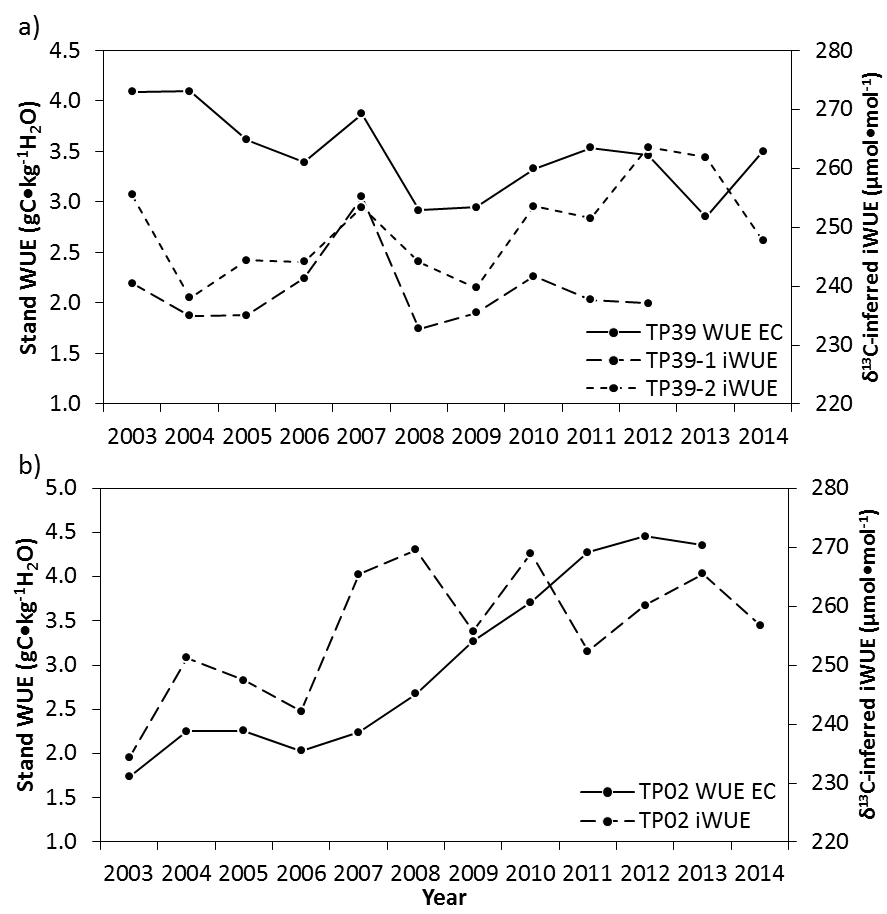 a)
Stand WUE (gC•kg⁻¹H₂O)
4.5
4.0
3.5
3.0
2.5
2.0
1.5
1.0
280
270
260
250
240
230
220
δ¹³C-inferred iWUE (µmol•mol⁻¹)
TP39 WUE EC
TP39-1 iWUE
TP39-2 iWUE
2003 2004 2005 2006 2007 2008 2009 2010 2011 2012 2013 2014
b)
Stand WUE (gC•kg⁻¹H₂O)
5.0
4.5
4.0
3.5
3.0
2.5
2.0
1.5
1.0
280
270
260
250
240
230
220
δ¹³C-inferred iWUE (µmol•mol⁻¹)
TP02 WUE EC
TP02 iWUE
2003 2004 2005 2006 2007 2008 2009 2010 2011 2012 2013 2014
Year